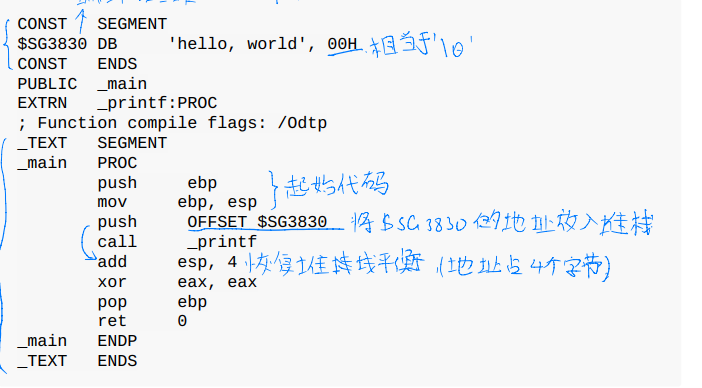 CONST SEGMENT
$SG3830 DB 'hello, world', 00H 相当于'\0'
CONST ENDS
PUBLIC _main
EXTRN _printf:PROC
; Function compile flags: /Odtp
_TEXT SEGMENT
_main PROC
push ebp
mov ebp, esp 起始代码
push OFFSET $SG3830 将$SG3830的地址放入堆栈
call _printf
add esp, 4 恢复堆栈平衡 (地址占4个字节)
xor eax, eax
pop ebp
ret 0
_main ENDP
_TEXT ENDS